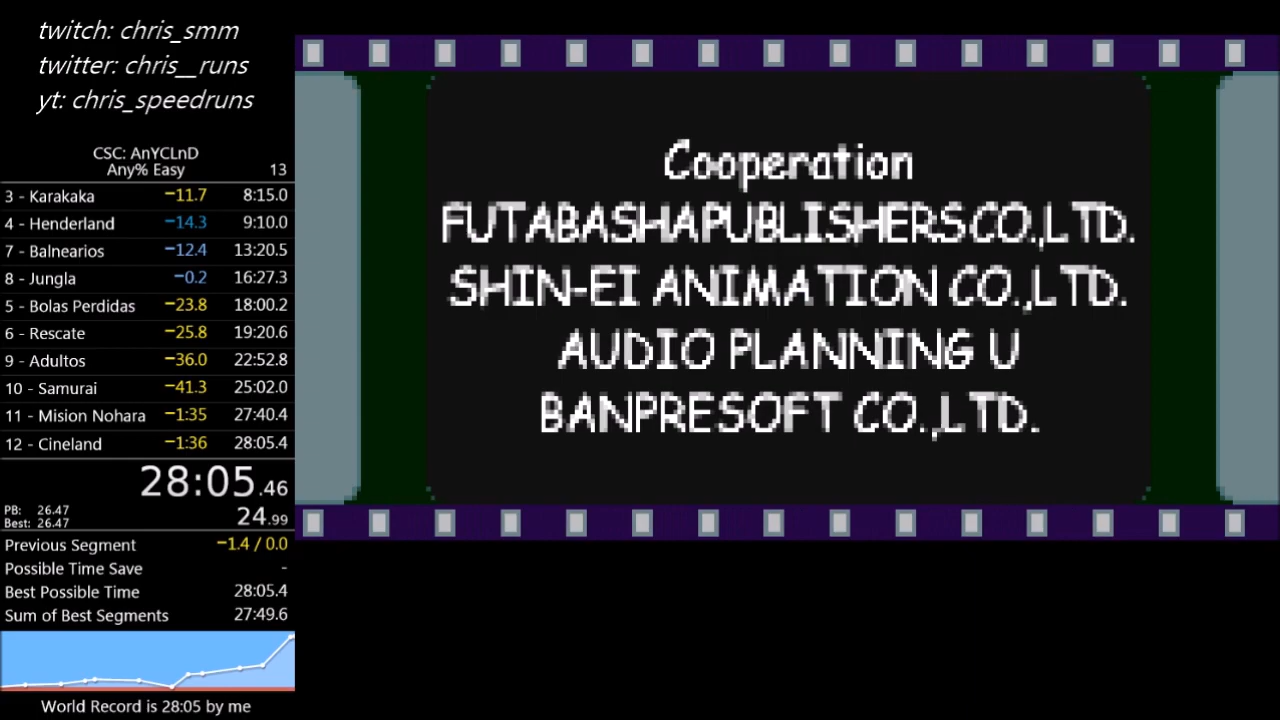 twitch: chris_smm
twitter: chris__runs
yt: chris_speedruns
CSC: AnYCLnD
Any% Easy 13
3 - Karakaka −11.7 8:15.0
4 - Henderland −14.3 9:10.0
7 - Balnearios −12.4 13:20.5
8 - Jungla −0.2 16:27.3
5 - Bolas Perdidas −23.8 18:00.2
6 - Rescate −25.8 19:20.6
9 - Adultos −36.0 22:52.8
10 - Samurai −41.3 25:02.0
11 - Mision Nohara −1:35 27:40.4
12 - Cineland −1:36 28:05.4
28:05.46
PB: 26.47
Best: 26.47
24.99
Previous Segment −1.4 / 0.0
Possible Time Save -
Best Possible Time 28:05.4
Sum of Best Segments 27:49.6
World Record is 28:05 by me
Cooperation
FUTABASHAPUBLISHERSCO.,LTD.
SHIN-EI ANIMATION CO.,LTD.
AUDIO PLANNING U
BANPRESOFT CO.,LTD.